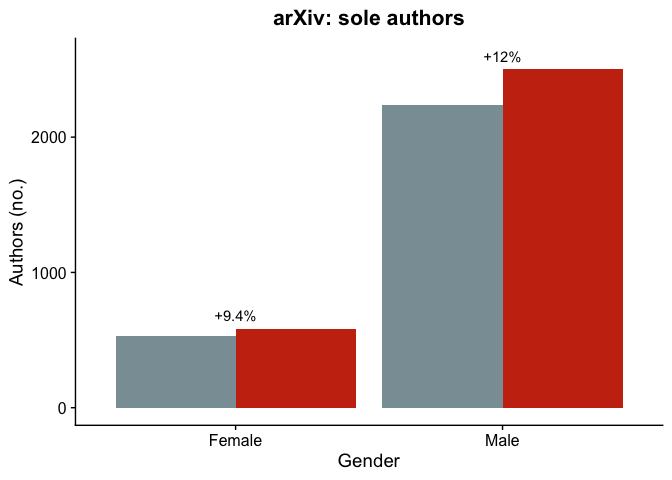 arXiv: sole authors
+12%
2000
Authors (no.)
1000
+9.4%
0
Female
Male
Gender